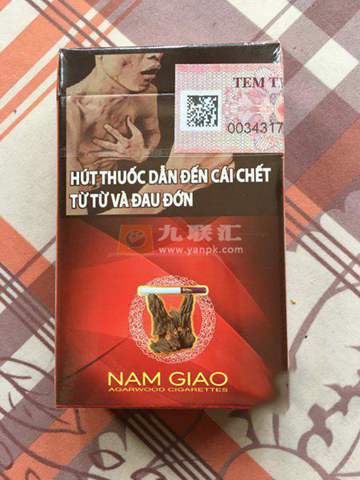 TEM T
003431
HÚT THUỐC DẪN ĐẾN CÁI CHẾT
TỪ TỪ VÀ ĐAU ĐỚN
九联汇
www.yanpk.com
NAM GIAO
AGARWOOD CIGARETTES